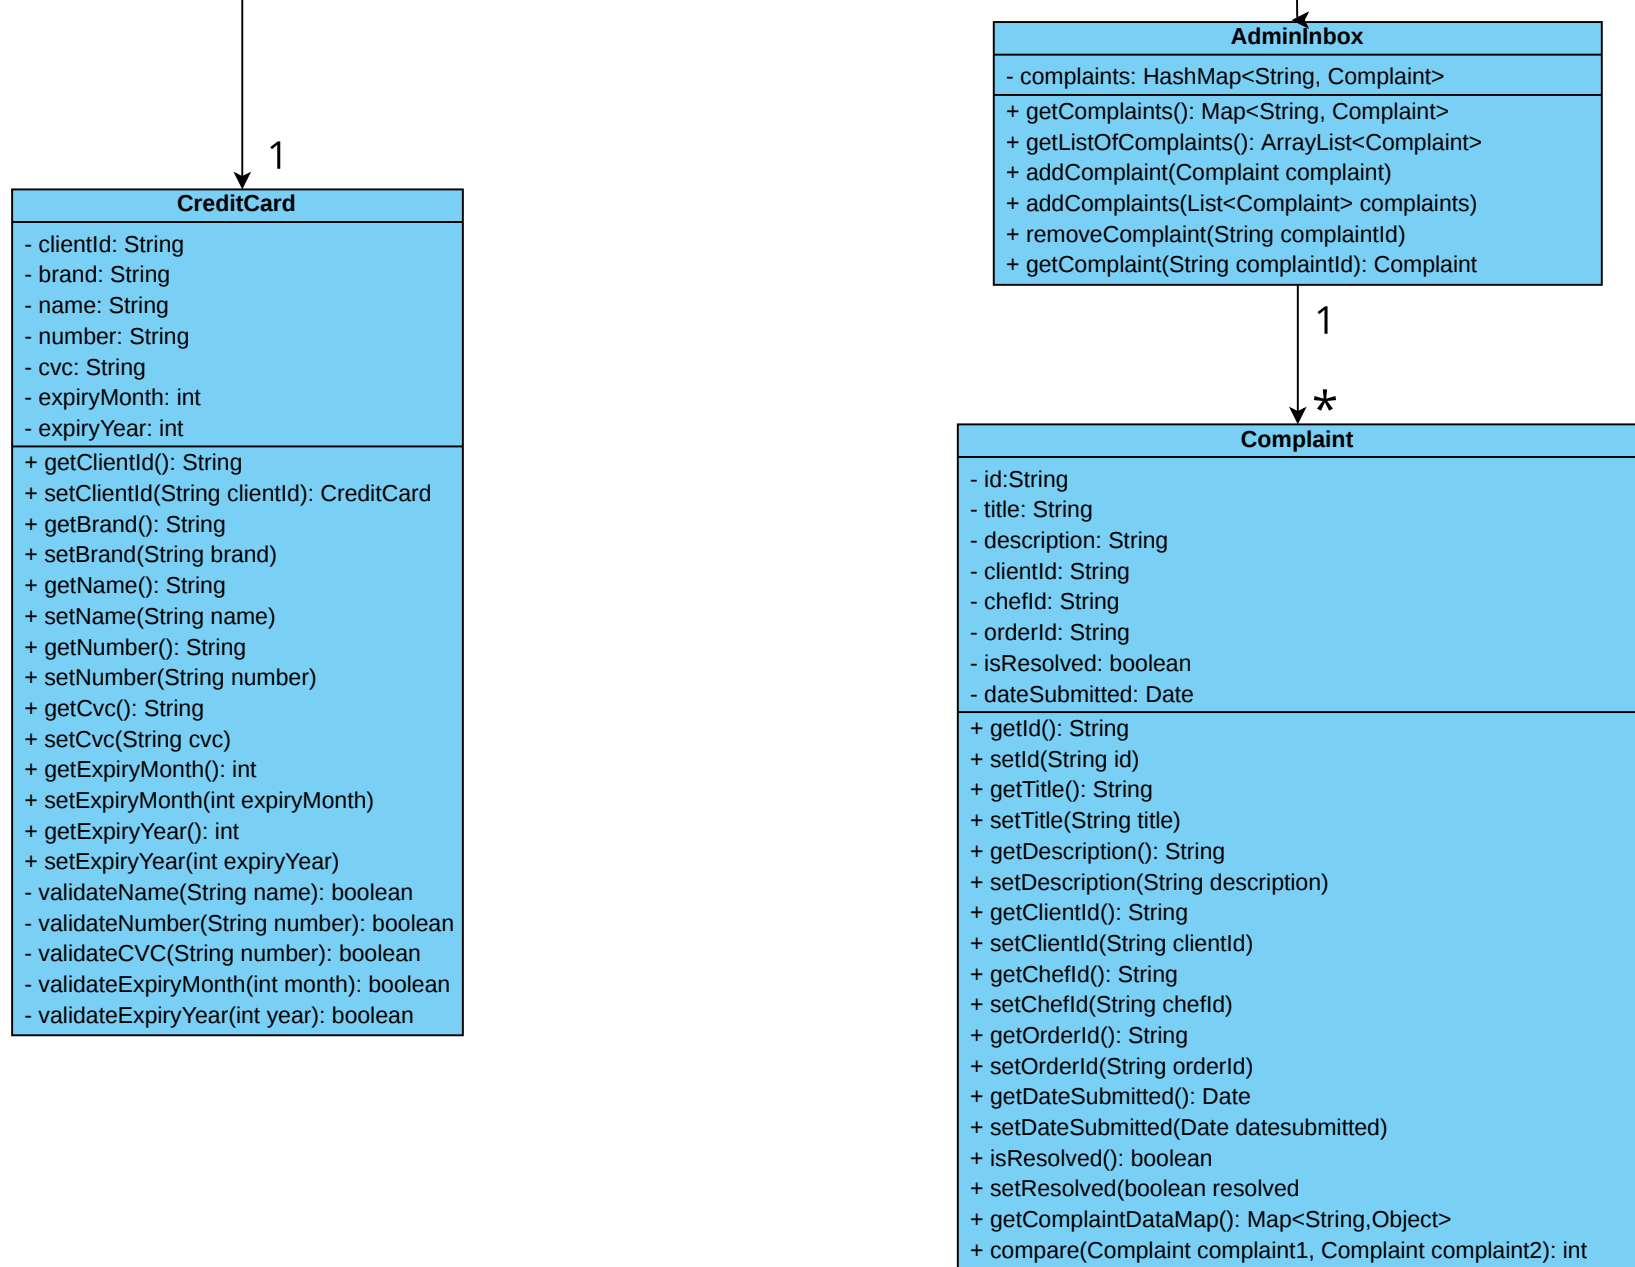 1
CreditCard
- clientId: String
- brand: String
- name: String
- number: String
- cvc: String
- expiryMonth: int
- expiryYear: int
+ getClientId(): String
+ setClientId(String clientId): CreditCard
+ getBrand(): String
+ setBrand(String brand)
+ getName(): String
+ setName(String name)
+ getNumber(): String
+ setNumber(String number)
+ getCvc(): String
+ setCvc(String cvc)
+ getExpiryMonth(): int
+ setExpiryMonth(int expiryMonth)
+ getExpiryYear(): int
+ setExpiryYear(int expiryYear)
- validateName(String name): boolean
- validateNumber(String number): boolean
- validateCVC(String number): boolean
- validateExpiryMonth(int month): boolean
- validateExpiryYear(int year): boolean
AdminInbox
- complaints: HashMap<String, Complaint>
+ getComplaints(): Map<String, Complaint>
+ getListOfComplaints(): ArrayList<Complaint>
+ addComplaint(Complaint complaint)
+ addComplaints(List<Complaint> complaints)
+ removeComplaint(String complaintId)
+ getComplaint(String complaintId): Complaint
1
*
Complaint
- id:String
- title: String
- description: String
- clientId: String
- chefId: String
- orderId: String
- isResolved: boolean
- dateSubmitted: Date
+ getId(): String
+ setId(String id)
+ getTitle(): String
+ setTitle(String title)
+ getDescription(): String
+ setDescription(String description)
+ getClientId(): String
+ setClientId(String clientId)
+ getChefId(): String
+ setChefId(String chefId)
+ getOrderId(): String
+ setOrderId(String orderId)
+ getDateSubmitted(): Date
+ setDateSubmitted(Date datesubmitted)
+ isResolved(): boolean
+ setResolved(boolean resolved
+ getComplaintDataMap(): Map<String,Object>
+ compare(Complaint complaint1, Complaint complaint2): int